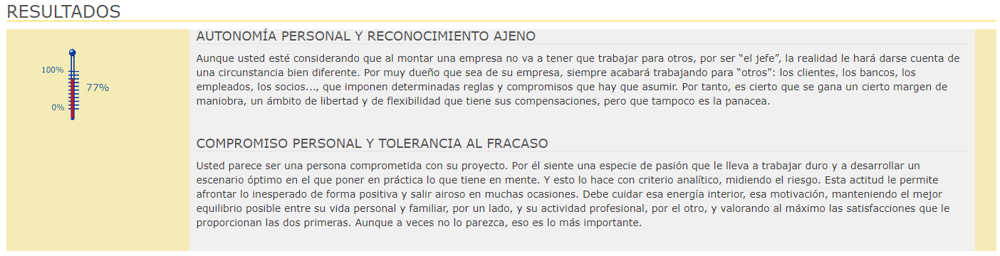 RESULTADOS
100%
77%
0%
AUTONOMÍA PERSONAL Y RECONOCIMIENTO AJENO
Aunque usted esté considerando que al montar una empresa no va a tener que trabajar para otros, por ser “el jefe”, la realidad le hará darse cuenta de
una circunstancia bien diferente. Por muy dueño que sea de su empresa, siempre acabará trabajando para “otros”: los clientes, los bancos, los
empleados, los socios..., que imponen determinadas reglas y compromisos que hay que asumir. Por tanto, es cierto que se gana un cierto margen de
maniobra, un ámbito de libertad y de flexibilidad que tiene sus compensaciones, pero que tampoco es la panacea.
COMPROMISO PERSONAL Y TOLERANCIA AL FRACASO
Usted parece ser una persona comprometida con su proyecto. Por él siente una especie de pasión que le lleva a trabajar duro y a desarrollar un
escenario óptimo en el que poner en práctica lo que tiene en mente. Y esto lo hace con criterio analítico, midiendo el riesgo. Esta actitud le permite
afrontar lo inesperado de forma positiva y salir airoso en muchas ocasiones. Debe cuidar esa energía interior, esa motivación, manteniendo el mejor
equilibrio posible entre su vida personal y familiar, por un lado, y su actividad profesional, por el otro, y valorando al máximo las satisfacciones que le
proporcionan las dos primeras. Aunque a veces no lo parezca, eso es lo más importante.